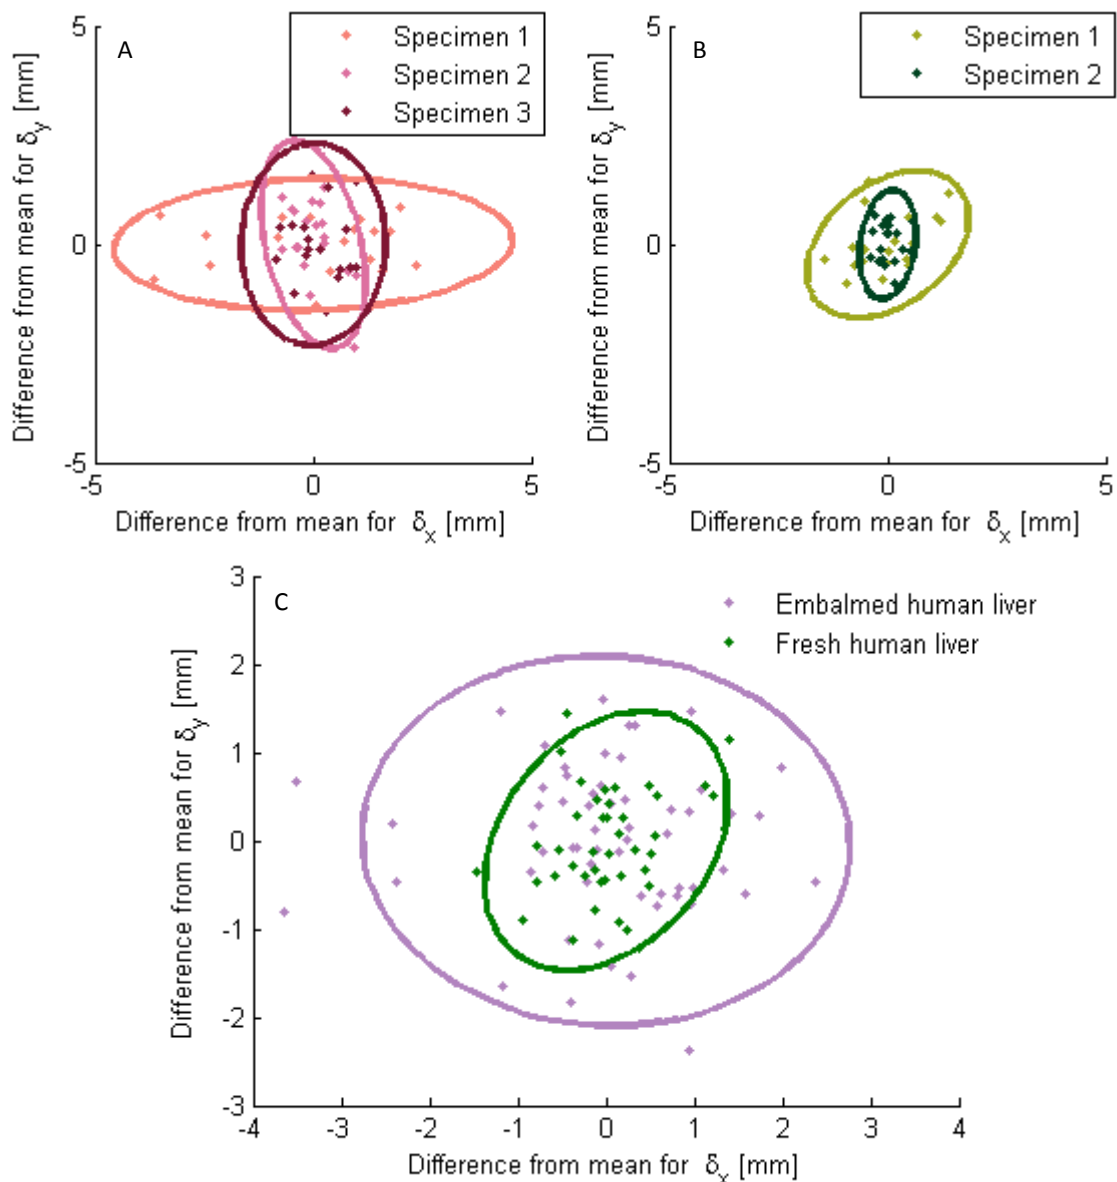 A
Specimen 1
Specimen 2
Specimen 3
5
0
-5
-5 0 5
Difference from mean for δy [mm]
Difference from mean for δx [mm]
B
Specimen 1
Specimen 2
5
0
-5
-5 0 5
Difference from mean for δy [mm]
Difference from mean for δx [mm]
C
Embalmed human liver
Fresh human liver
3
2
1
0
-1
-2
-3
-4 -3 -2 -1 0 1 2 3 4
Difference from mean for δy [mm]
Difference from mean for δx [mm]